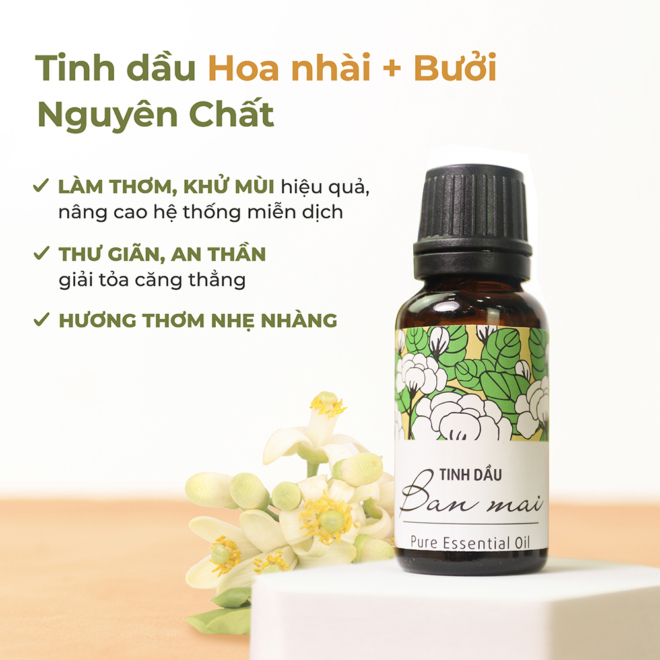 Tinh dầu Hoa nhài + Bưởi
Nguyên Chất
LÀM THƠM, KHỬ MÙI hiệu quả,
nâng cao hệ thống miễn dịch
THƯ GIÃN, AN THẦN
giải tỏa căng thẳng
HƯƠNG THƠM NHẸ NHÀNG
TINH DẦU
Ban mai
Pure Essential Oil